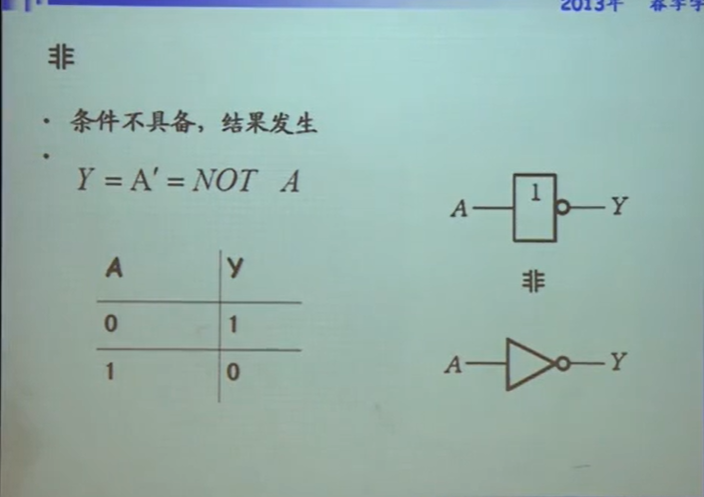 2013年 春季学
非
• 条件不具备，结果发生
•
Y = A′ = NOT A
A Y
0 1
1 0
A 1 Y
非
A Y